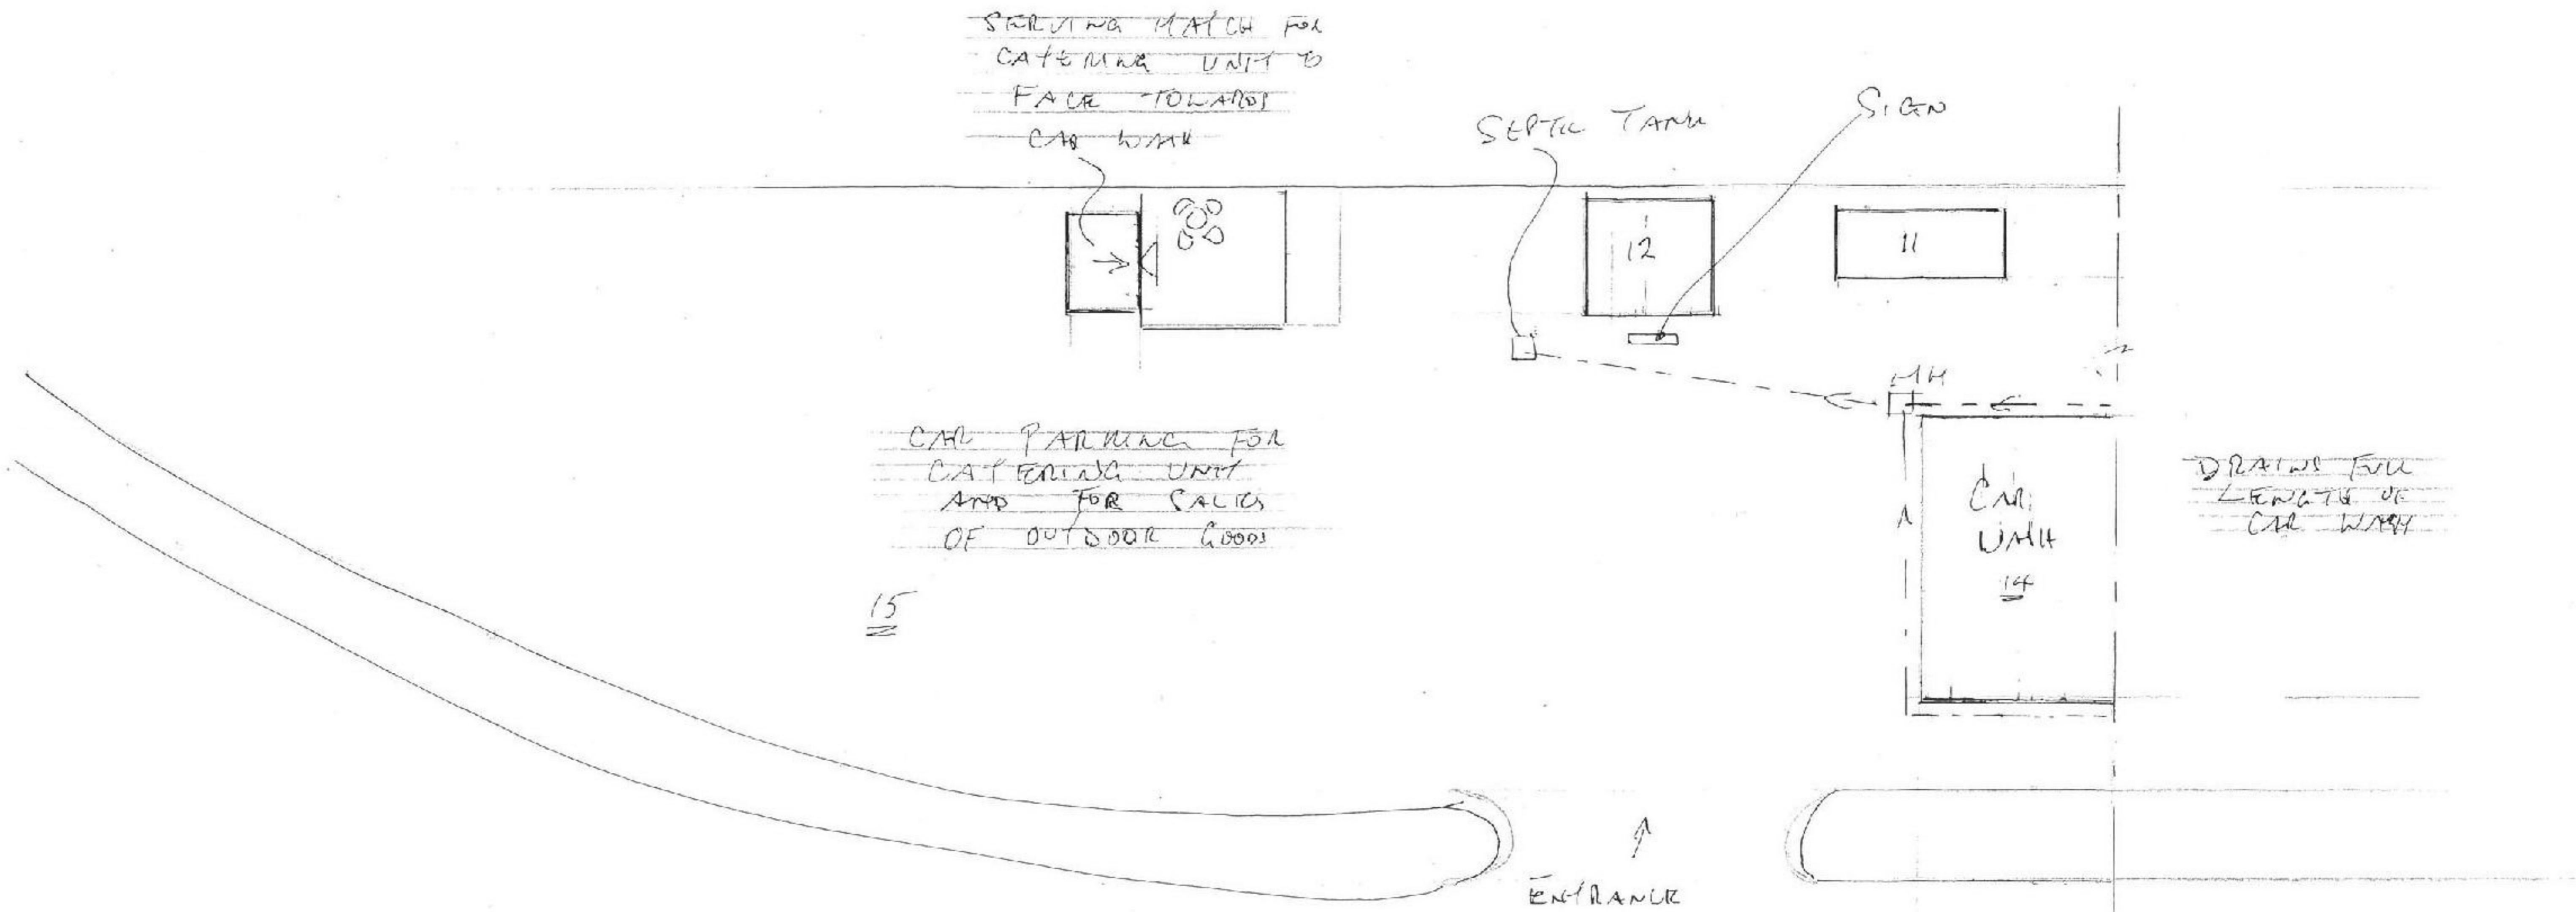 SERVING HATCH FOR
CATERING UNIT TO
FACE TOWARDS
CAR WASH
SEPTIC TANK
SIGN
12
11
MH
CAR PARKING FOR
CATERING UNIT
AND FOR SALES
OF OUTDOOR GOODS
15
CAR
WASH
14
DRAINS FULL
LENGTH OF
CAR WASH
ENTRANCE